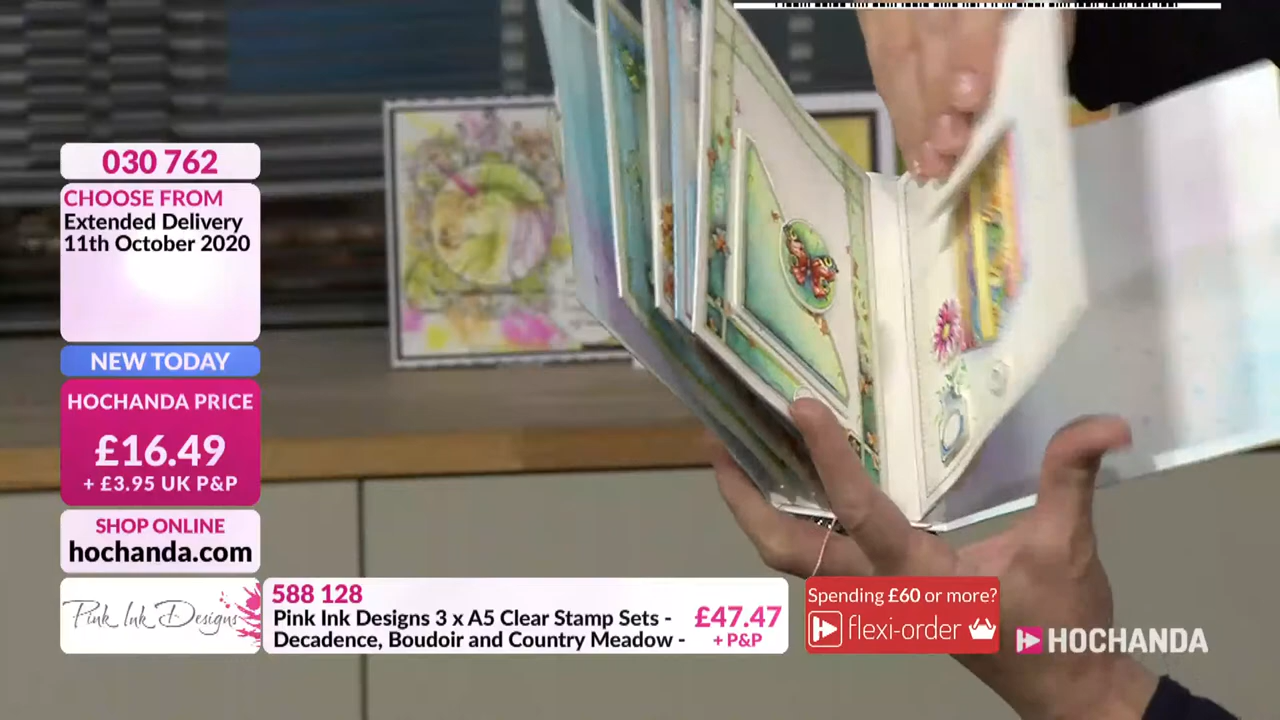 030 762
CHOOSE FROM
Extended Delivery
11th October 2020
NEW TODAY
HOCHANDA PRICE
£16.49
+ £3.95 UK P&P
SHOP ONLINE
hochanda.com
Pink Ink Designs
588 128
Pink Ink Designs 3 x A5 Clear Stamp Sets -
Decadence, Boudoir and Country Meadow -
£47.47
+ P&P
Spending £60 or more?
flexi-order
HOCHANDA